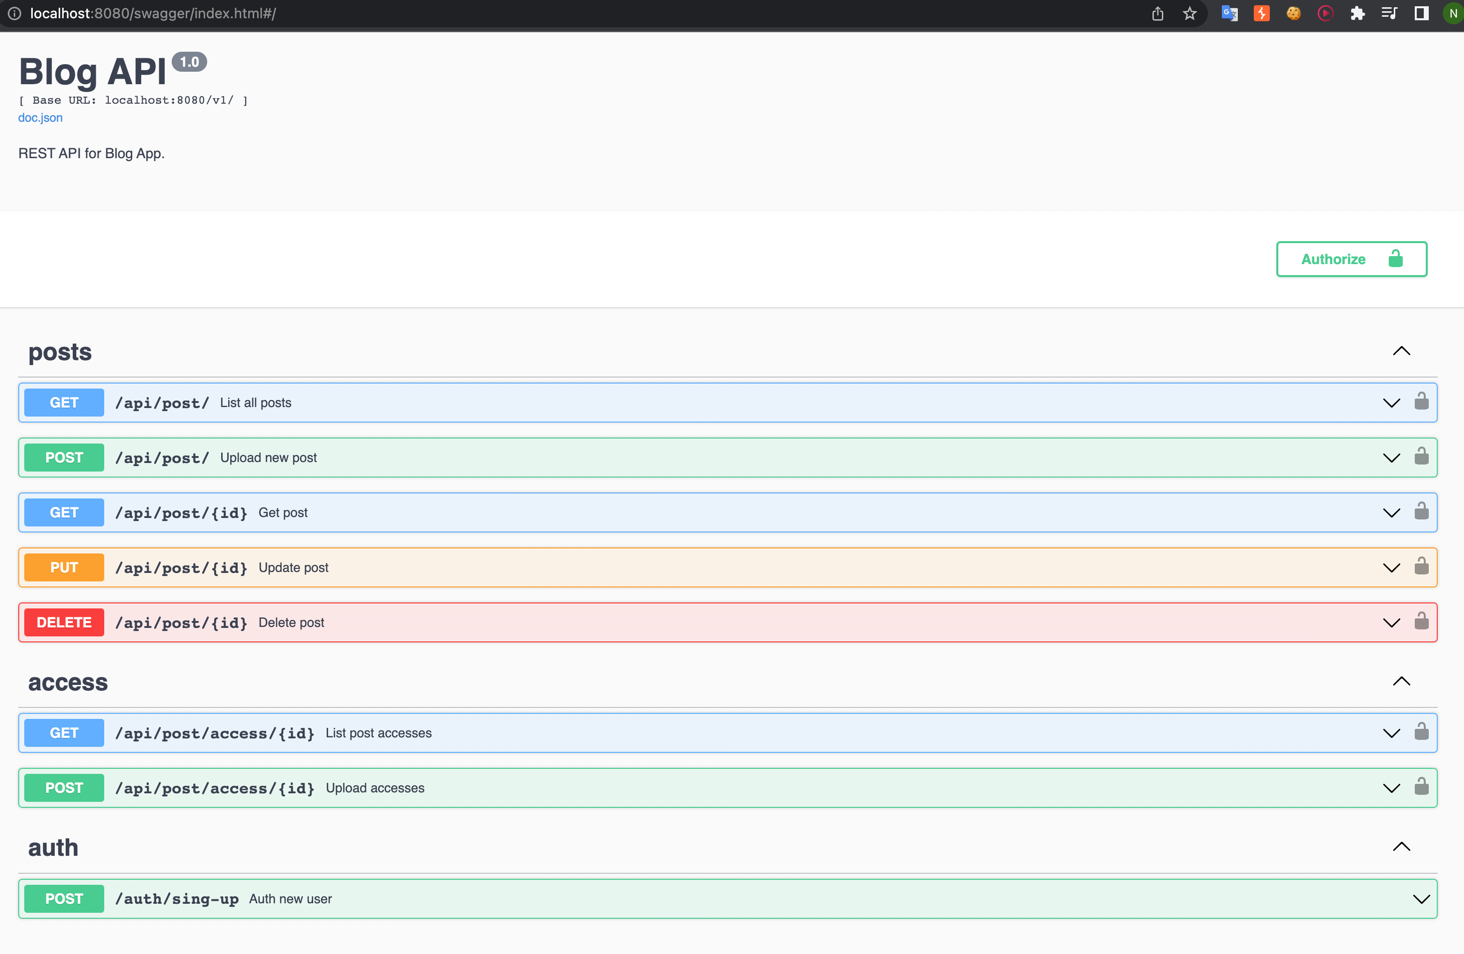 localhost:8080/swagger/index.html#/
N
Blog API 1.0
[ Base URL: localhost:8080/v1/ ]
doc.json
REST API for Blog App.
Authorize
posts
GET /api/post/ List all posts
POST /api/post/ Upload new post
GET /api/post/{id} Get post
PUT /api/post/{id} Update post
DELETE /api/post/{id} Delete post
access
GET /api/post/access/{id} List post accesses
POST /api/post/access/{id} Upload accesses
auth
POST /auth/sing-up Auth new user